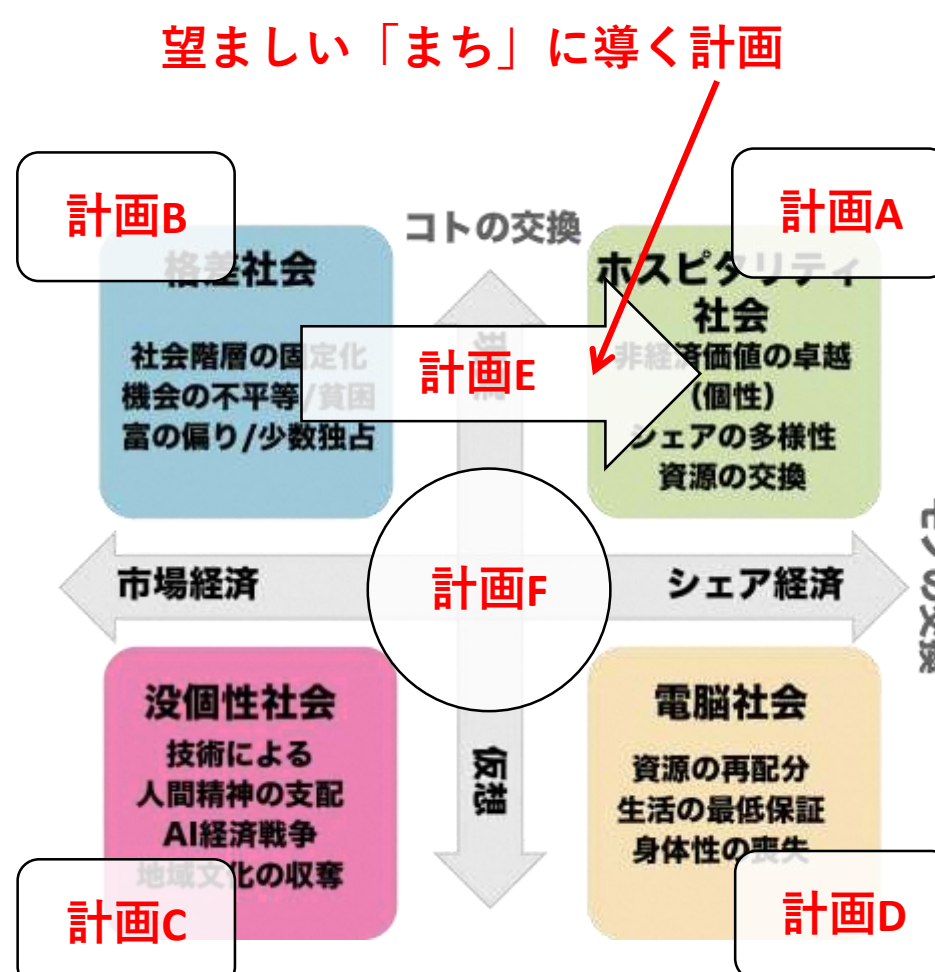 望ましい「まち」に導く計画
計画B
計画A
コトの交換
格差社会
社会階層の固定化
機会の不平等/貧困
富の偏り/少数独占
ホスピタリティ
社会
非経済価値の卓越
(個性)
シェアの多様性
資源の交換
計画E
市場経済
計画F
シェア経済
モノの交換
没個性社会
技術による
人間精神の支配
AI経済戦争
地域文化の収奪
仮想
電脳社会
資源の再配分
生活の最低保証
身体性の喪失
計画C
計画D